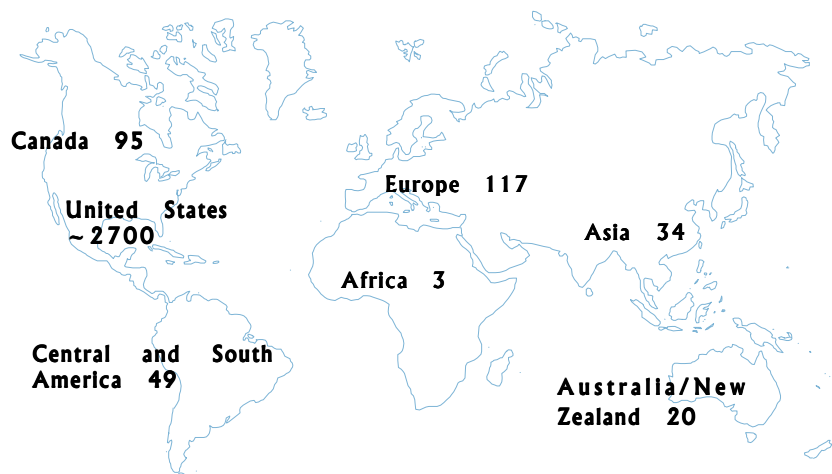 Canada 95
Europe 117
United States
~2700
Asia 34
Africa 3
Central and South
America 49
Australia/New
Zealand 20